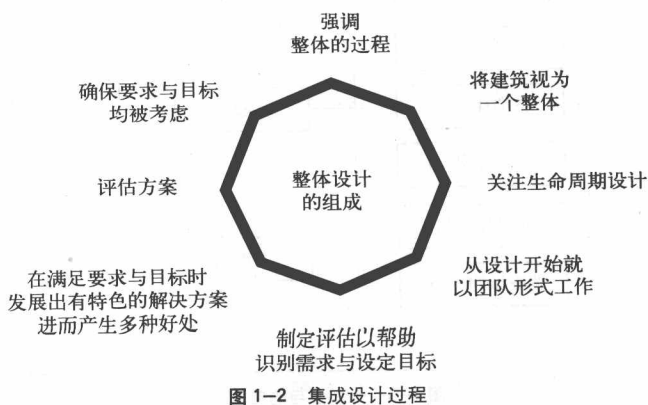 强调
整体的过程
将建筑视为
一个整体
关注生命周期设计
从设计开始就
以团队形式工作
制定评估以帮助
识别需求与设定目标
在满足要求与目标时
发展出有特色的解决方案
进而产生多种好处
评估方案
确保要求与目标
均被考虑
整体设计
的组成
图1-2 集成设计过程